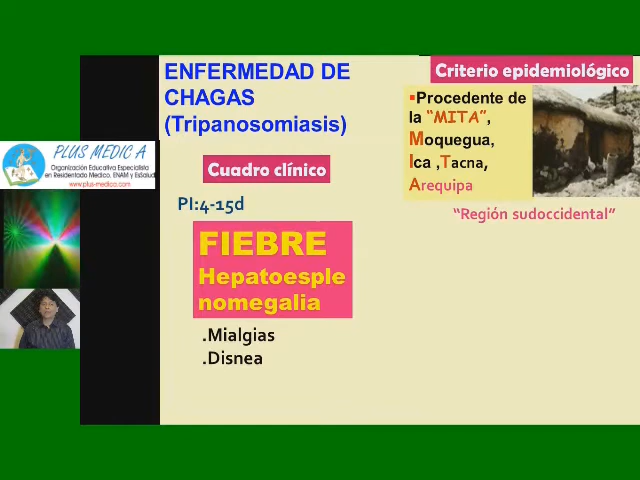 ENFERMEDAD DE
CHAGAS
(Tripanosomiasis)
Criterio epidemiológico
▪Procedente de
la “MITA”,
Moquegua,
Ica ,Tacna,
Arequipa
“Región sudoccidental”
PLUS MEDIC A
Organización Educativa Especialista
en Residentado Medico, ENAM y EsSalud
www.plus-medico.com
Cuadro clínico
PI:4-15d
FIEBRE
Hepatoesple
nomegalia
.Mialgias
.Disnea